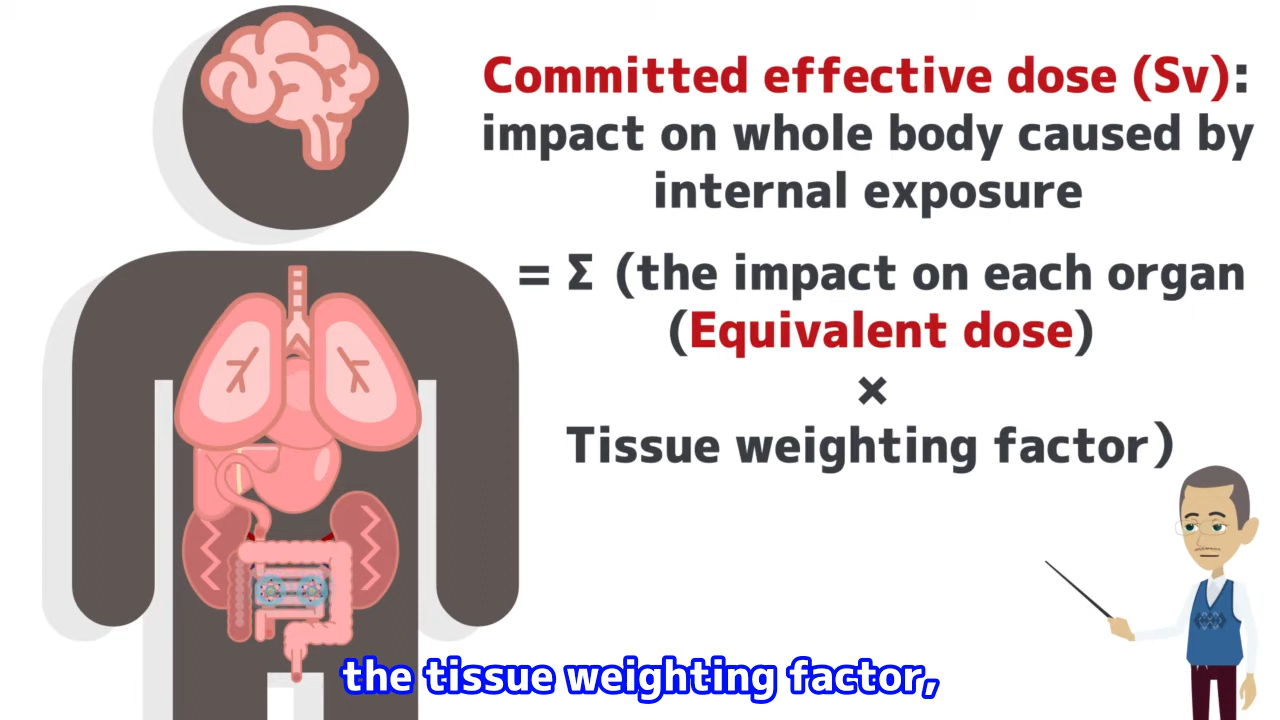 Committed effective dose (Sv):
impact on whole body caused by
internal exposure
= Σ (the impact on each organ
(Equivalent dose)
×
Tissue weighting factor)
the tissue weighting factor,